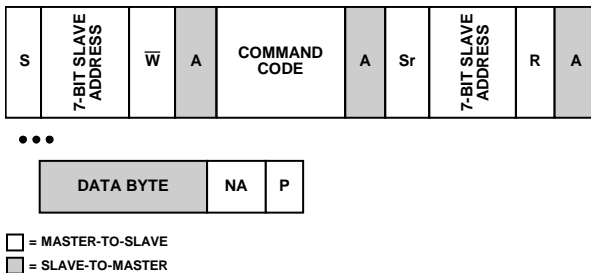 S 7-BIT SLAVE ADDRESS W̅ A COMMAND CODE A Sr 7-BIT SLAVE ADDRESS R A
•••
DATA BYTE NA P
= MASTER-TO-SLAVE
= SLAVE-TO-MASTER